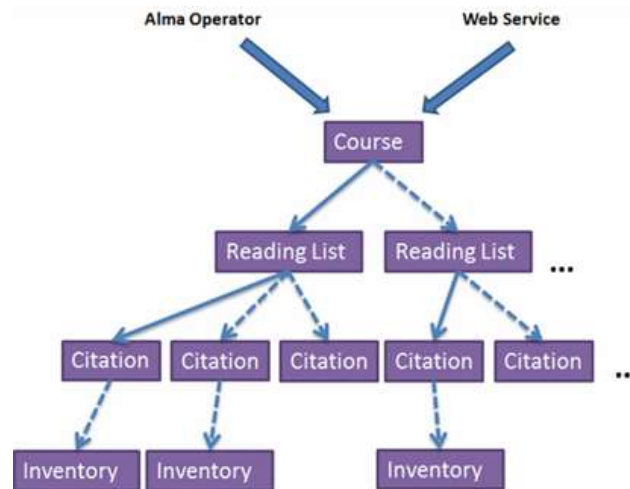 Alma Operator
Web Service
Course
Reading List
Reading List
...
Citation
Citation
Citation
Citation
Citation
..
Inventory
Inventory
Inventory